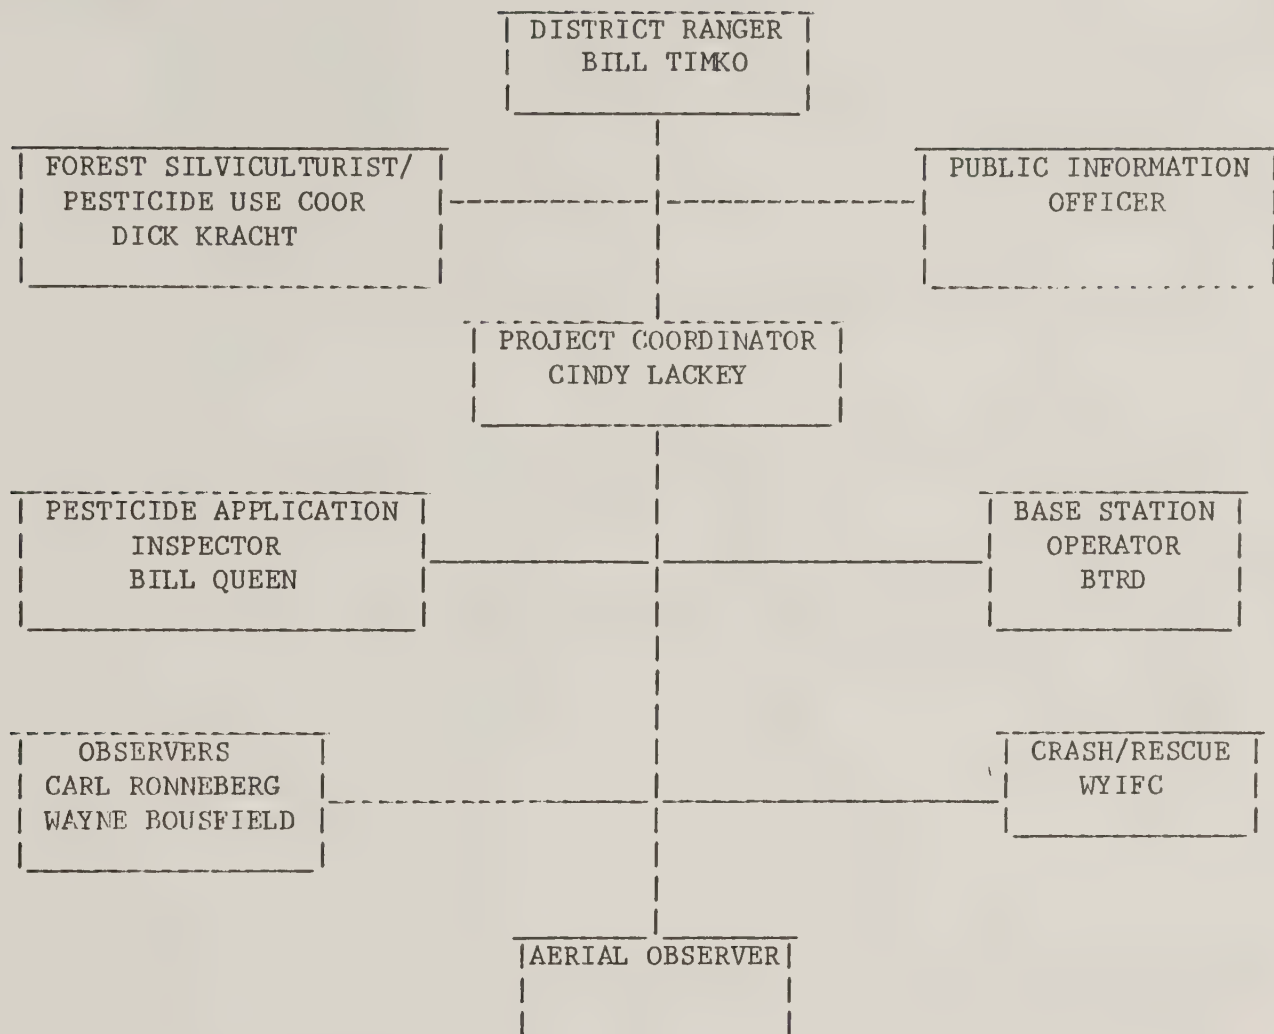 DISTRICT RANGER
BILL TIMKO
FOREST SILVICULTURIST/
PESTICIDE USE COOR
DICK KRACHT
PUBLIC INFORMATION
OFFICER
PROJECT COORDINATOR
CINDY LACKEY
PESTICIDE APPLICATION
INSPECTOR
BILL QUEEN
BASE STATION
OPERATOR
BTRD
OBSERVERS
CARL RONNEBERG
WAYNE BOUSFIELD
CRASH/RESCUE
WYIFC
AERIAL OBSERVER